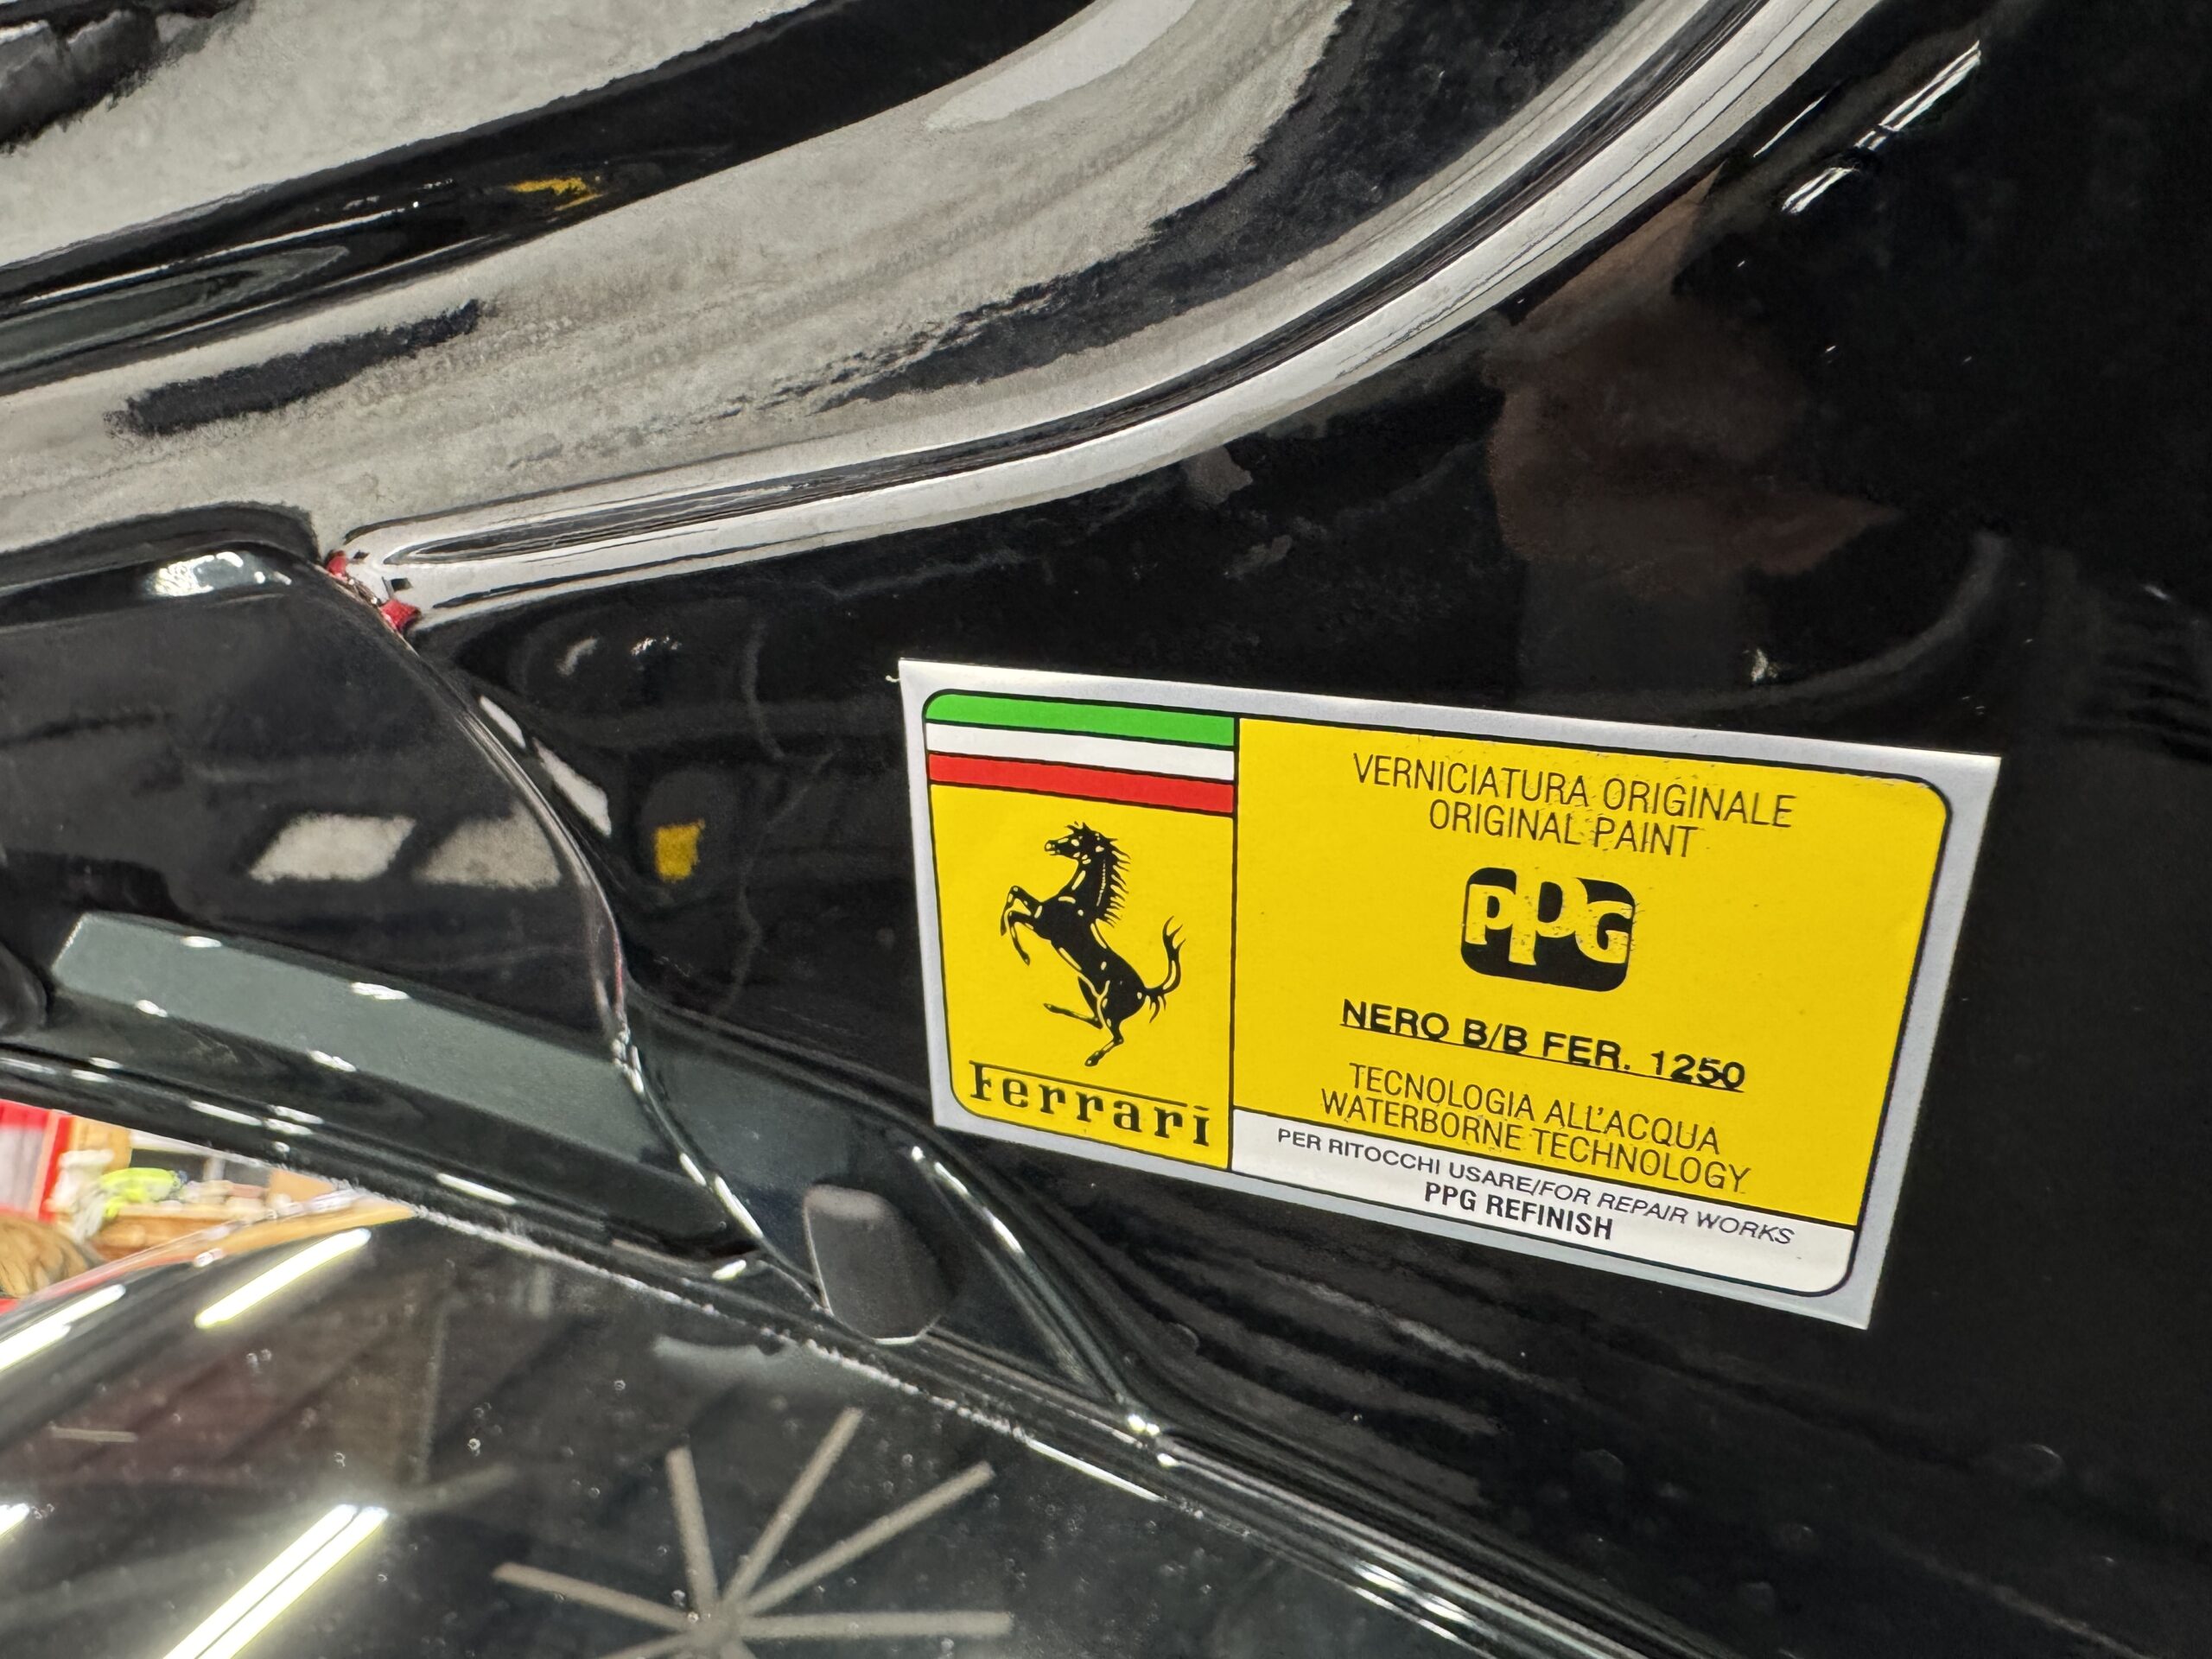 VERNICIATURA ORIGINALE
ORIGINAL PAINT
PPG
NERO B/B FER. 1250
TECNOLOGIA ALL'ACQUA
WATERBORNE TECHNOLOGY
PER RITOCCHI USARE/FOR REPAIR WORKS
PPG REFINISH
Ferrari